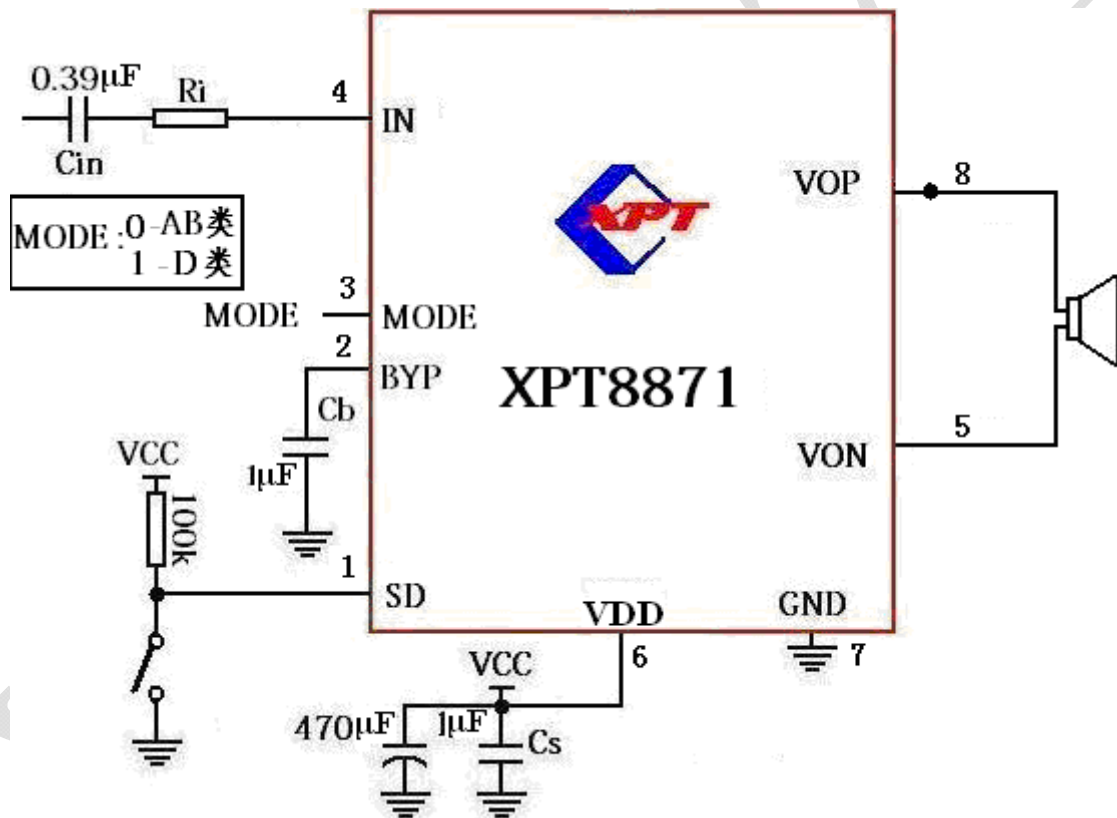 0.39μF
Ri
4
IN
Cin
VOP
8
XPT
MODE :0-AB类
1 -D 类
3
MODE
MODE
2
BYP
XPT8871
Cb
5
VCC
VON
1μF
100k
1
SD
VDD
GND
VCC
6
7
470μF
1μF
Cs